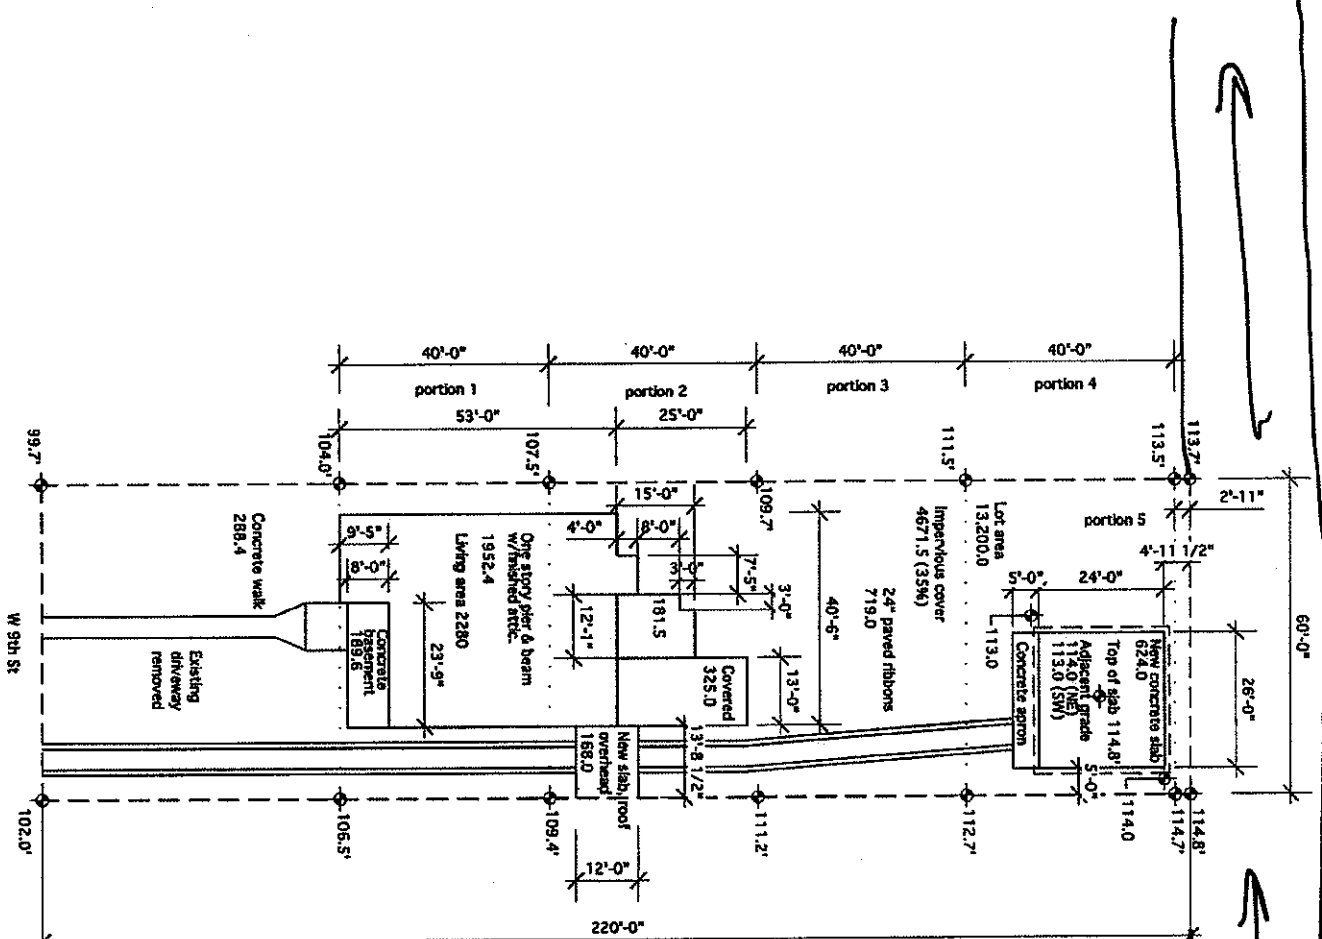 40'-0"
40'-0"
40'-0"
40'-0"
portion 1
portion 2
portion 3
portion 4
53'-0"
25'-0"
99.7'
104.0'
107.5'
109.7'
111.5'
113.5'
113.7'
2'-11"
60'-0"
portion 5
4'-11 1/2"
15'-0"
4'-0"
8'-0"
3'-0"
7'-5"
3'-0"
40'-6"
Lot area
13,200.0
Impervious cover
4671.5 (35%)
24" paved ribbons
719.0
5'-0"
24'-0"
113.0
26'-0"
New concrete slab
624.0
Top of slab 114.8'
Adjacent grade
114.0 (NE)
113.0 (SW)
Concrete apron
5'-0"
114.0
Concrete walk
288.4
9'-5"
8'-0"
One story pier & beam
w/finished attic.
1952.4
Living area 2280
12'-1"
181.5
13'-0"
Covered
325.0
23'-9"
Concrete
basement
189.6
Existing
driveway
removed
New slab, roof
overhead
168.0
13'-8 1/2"
W 9th St
102.0'
106.5'
109.4'
111.2'
112.7'
114.7'
114.8'
12'-0"
220'-0"